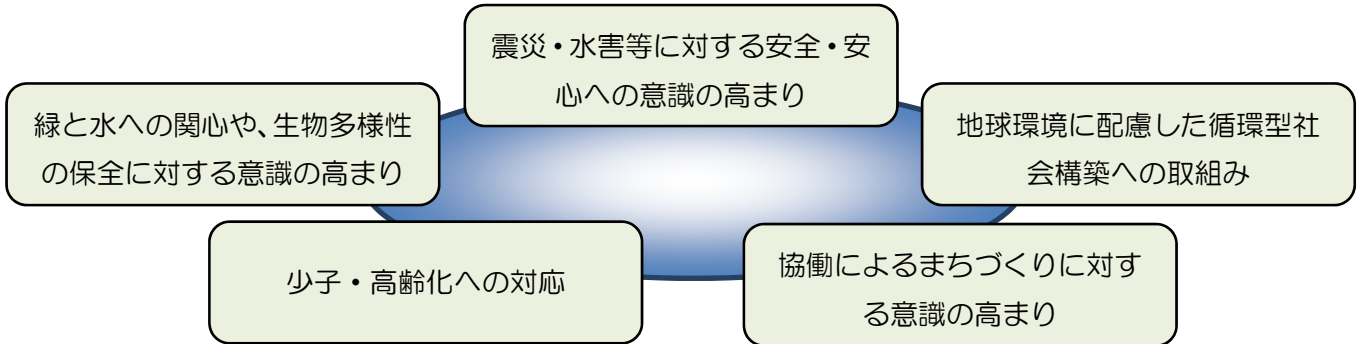 震災・水害等に対する安全・安
心への意識の高まり
緑と水への関心や、生物多様性
の保全に対する意識の高まり
地球環境に配慮した循環型社
会構築への取組み
少子・高齢化への対応
協働によるまちづくりに対す
る意識の高まり